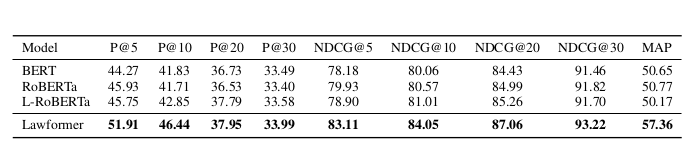 Model P@5 P@10 P@20 P@30 NDCG@5 NDCG@10 NDCG@20 NDCG@30 MAP
BERT 44.27 41.83 36.73 33.49 78.18 80.06 84.43 91.46 50.65
RoBERTa 45.93 41.71 36.53 33.40 79.93 80.57 84.99 91.82 50.77
L-RoBERTa 45.75 42.85 37.79 33.58 78.90 81.01 85.26 91.70 50.17
Lawformer 51.91 46.44 37.95 33.99 83.11 84.05 87.06 93.22 57.36